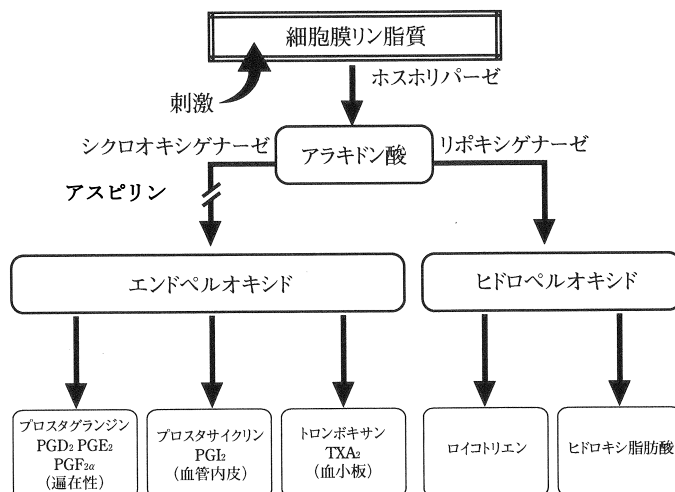 細胞膜リン脂質
ホスホリパーゼ
刺激
シクロオキシゲナーゼ
アラキドン酸
リポキシゲナーゼ
アスピリン
エンドペルオキシド
ヒドロペルオキシド
プロスタグランジン
PGD₂ PGE₂
PGF₂α
（遍在性）
プロスタサイクリン
PGI₂
（血管内皮）
トロンボキサン
TXA₂
（血小板）
ロイコトリエン
ヒドロキシ脂肪酸